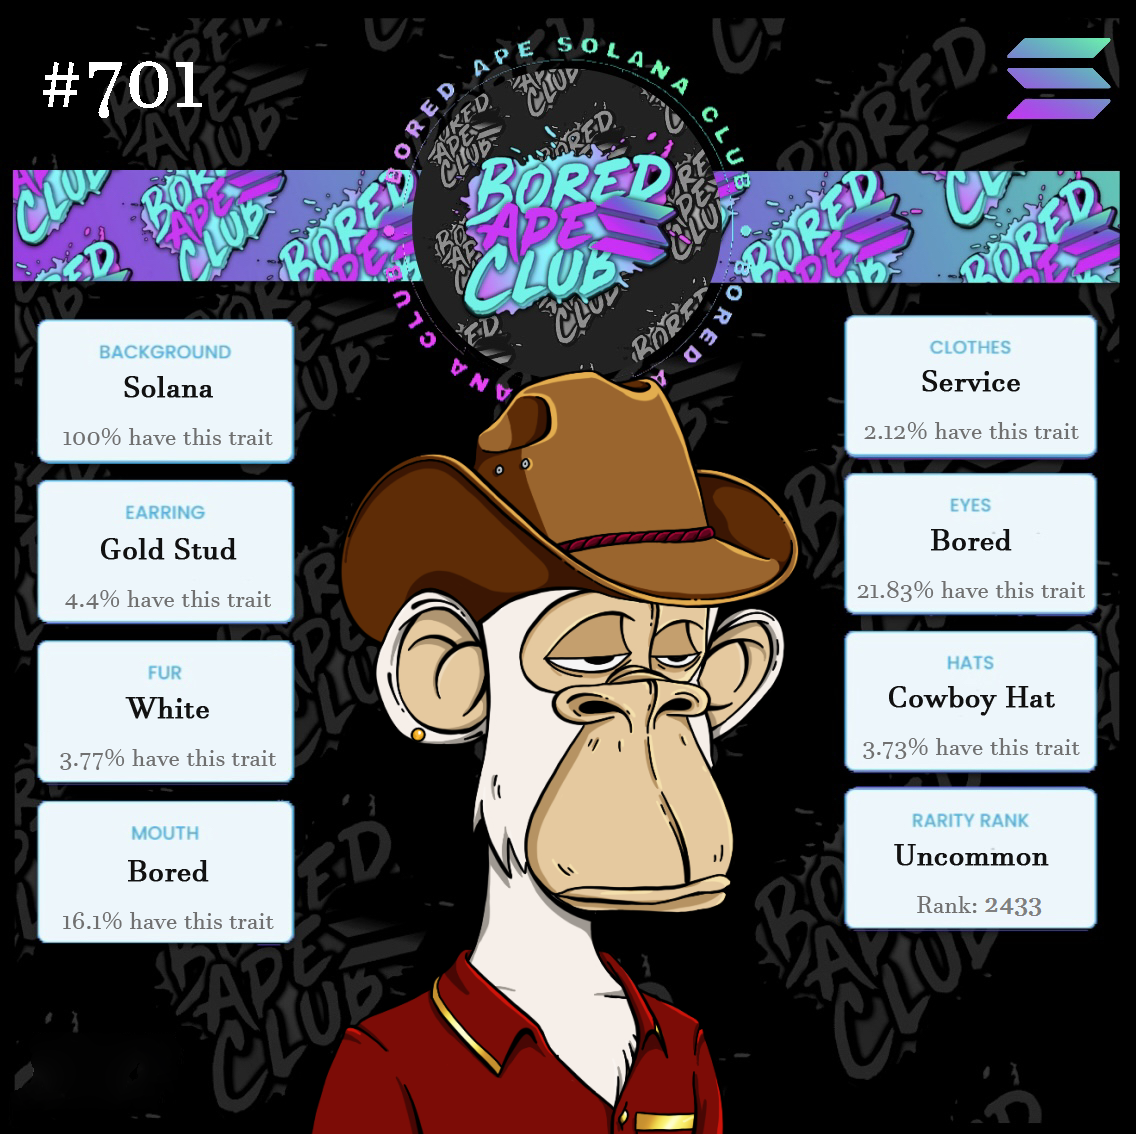 #701
BORED APE SOLANA CLUB
BORED
APE
CLUB
BACKGROUND
Solana
100% have this trait
EARRING
Gold Stud
4.4% have this trait
FUR
White
3.77% have this trait
MOUTH
Bored
16.1% have this trait
CLOTHES
Service
2.12% have this trait
EYES
Bored
21.83% have this trait
HATS
Cowboy Hat
3.73% have this trait
RARITY RANK
Uncommon
Rank: 2433